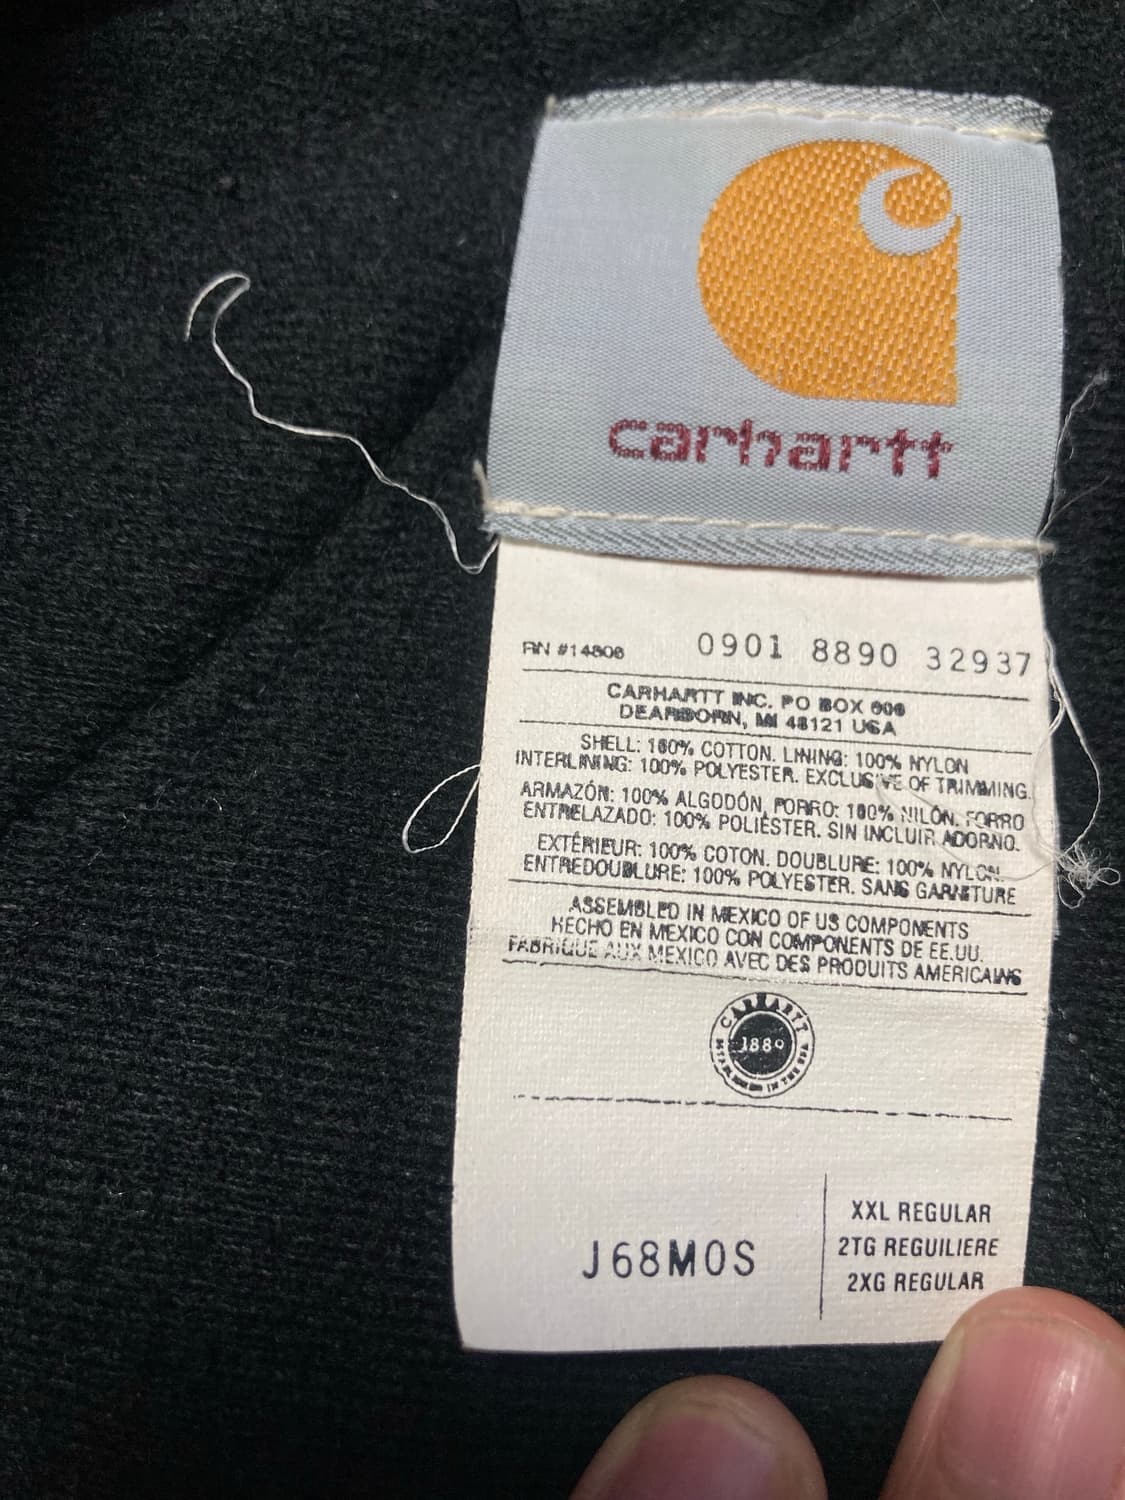 carhartt
RN #14806 0901 8890 32937
CARHARTT INC. PO BOX 600
DEARBORN, MI 48121 USA
SHELL: 100% COTTON. LINING: 100% NYLON
INTERLINING: 100% POLYESTER. EXCLUSIVE OF TRIMMING.
ARMAZÓN: 100% ALGODÓN, FORRO: 100% NILÓN. FORRO
ENTRELAZADO: 100% POLIÉSTER. SIN INCLUIR ADORNO.
EXTÉRIEUR: 100% COTON. DOUBLURE: 100% NYLON.
ENTREDOUBLURE: 100% POLYESTER. SANS GARNITURE
ASSEMBLED IN MEXICO OF US COMPONENTS
HECHO EN MEXICO CON COMPONENTS DE EE.UU.
FABRIQUE AUX MEXICO AVEC DES PRODUITS AMERICAINS
CARHARTT
1889
IN THE USA
J68MOS
XXL REGULAR
2TG REGUILIERE
2XG REGULAR